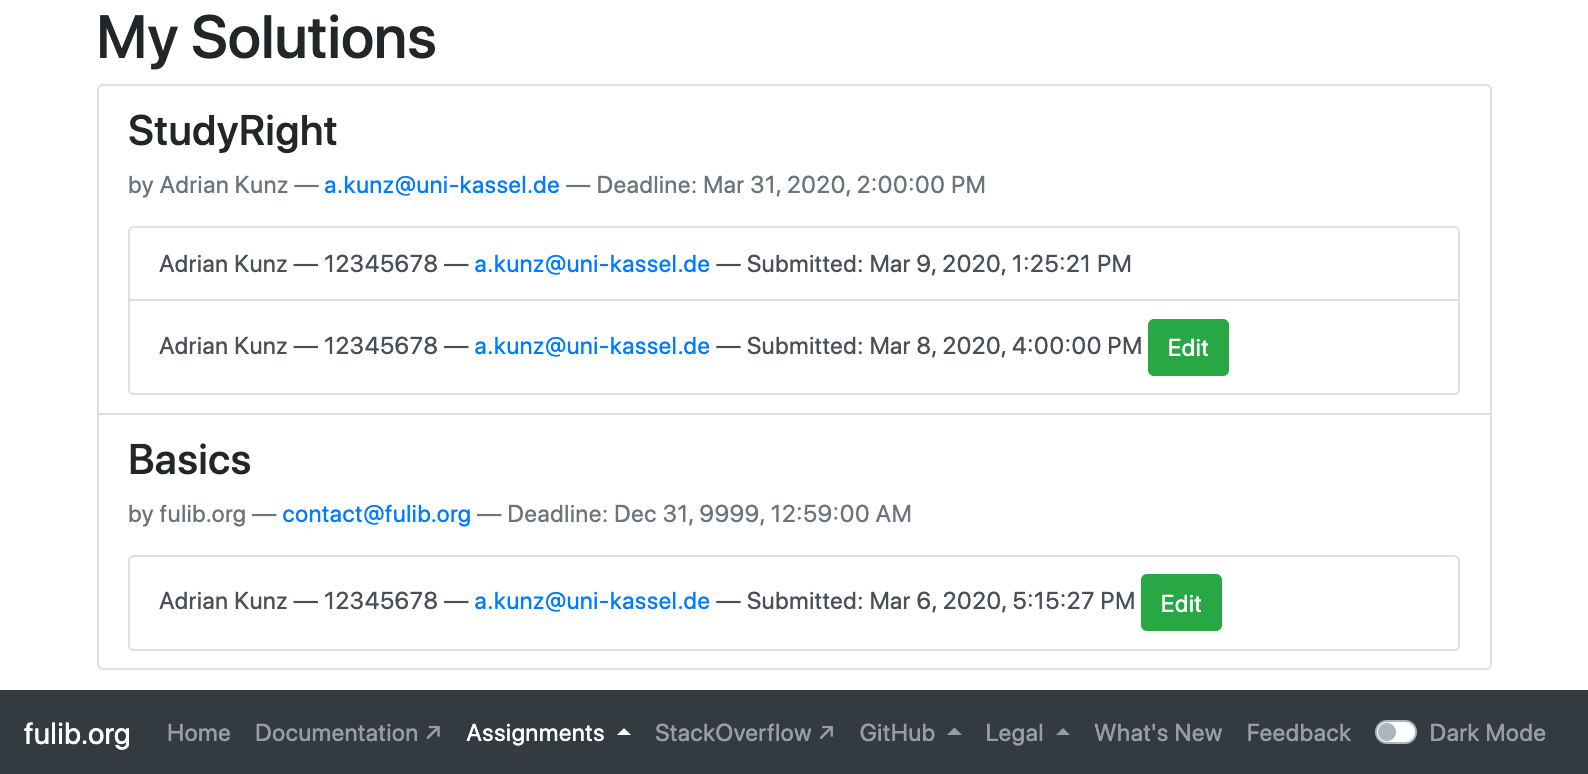 My Solutions
StudyRight
by Adrian Kunz — a.kunz@uni-kassel.de — Deadline: Mar 31, 2020, 2:00:00 PM
Adrian Kunz — 12345678 — a.kunz@uni-kassel.de — Submitted: Mar 9, 2020, 1:25:21 PM
Adrian Kunz — 12345678 — a.kunz@uni-kassel.de — Submitted: Mar 8, 2020, 4:00:00 PM Edit
Basics
by fulib.org — contact@fulib.org — Deadline: Dec 31, 9999, 12:59:00 AM
Adrian Kunz — 12345678 — a.kunz@uni-kassel.de — Submitted: Mar 6, 2020, 5:15:27 PM Edit
fulib.org Home Documentation Assignments StackOverflow GitHub Legal What's New Feedback Dark Mode